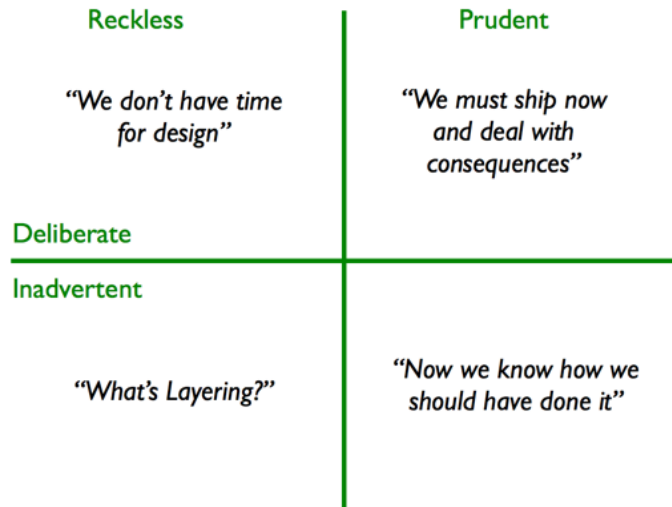 Reckless
Prudent
“We don’t have time
for design”
“We must ship now
and deal with
consequences”
Deliberate
Inadvertent
“What’s Layering?”
“Now we know how we
should have done it”